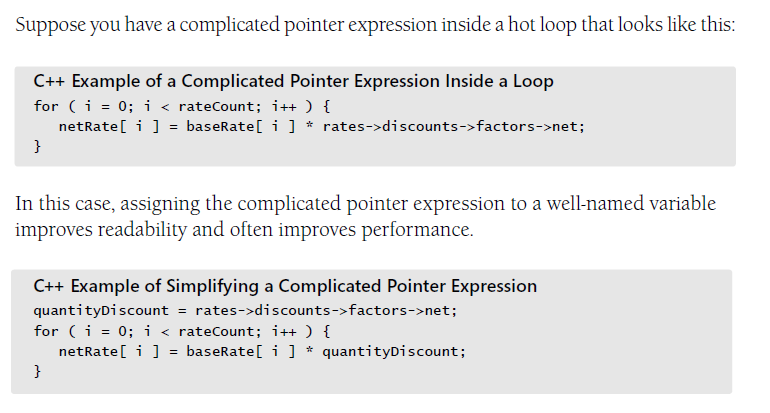 Suppose you have a complicated pointer expression inside a hot loop that looks like this:
C++ Example of a Complicated Pointer Expression Inside a Loop
for ( i = 0; i < rateCount; i++ ) {
   netRate[ i ] = baseRate[ i ] * rates->discounts->factors->net;
}
In this case, assigning the complicated pointer expression to a well-named variable
improves readability and often improves performance.
C++ Example of Simplifying a Complicated Pointer Expression
quantityDiscount = rates->discounts->factors->net;
for ( i = 0; i < rateCount; i++ ) {
   netRate[ i ] = baseRate[ i ] * quantityDiscount;
}